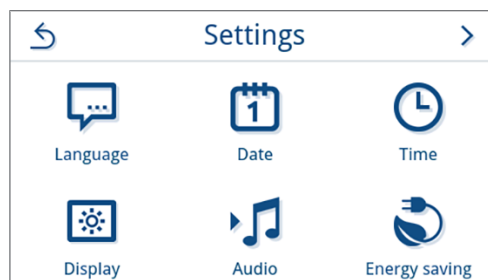 Settings
Language
1
Date
Time
Display
Audio
Energy saving